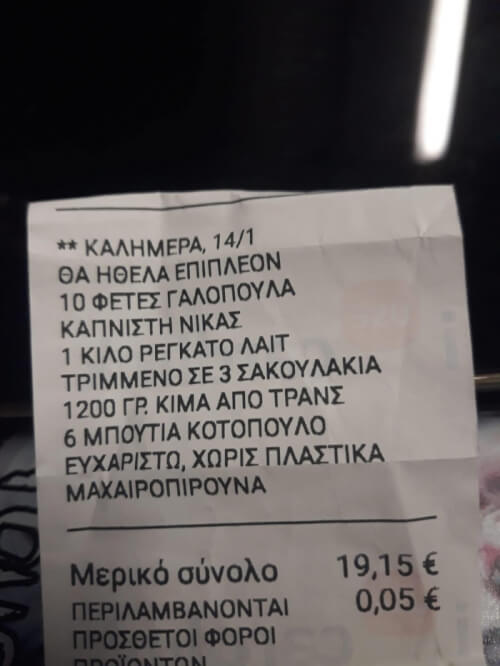 ** ΚΑΛΗΜΕΡΑ, 14/1
ΘΑ ΗΘΕΛΑ ΕΠΙΠΛΕΟΝ
10 ΦΕΤΕΣ ΓΑΛΟΠΟΥΛΑ
ΚΑΠΝΙΣΤΗ ΝΙΚΑΣ
1 ΚΙΛΟ ΡΕΓΚΑΤΟ ΛΑΙΤ
ΤΡΙΜΜΕΝΟ ΣΕ 3 ΣΑΚΟΥΛΑΚΙΑ
1200 ΓΡ. ΚΙΜΑ ΑΠΟ ΤΡΑΝΣ
6 ΜΠΟΥΤΙΑ ΚΟΤΟΠΟΥΛΟ
ΕΥΧΑΡΙΣΤΩ, ΧΩΡΙΣ ΠΛΑΣΤΙΚΑ
ΜΑΧΑΙΡΟΠΙΡΟΥΝΑ
Μερικό σύνολο 19,15 €
ΠΕΡΙΛΑΜΒΑΝΟΝΤΑΙ 0,05 €
ΠΡΟΣΘΕΤΟΙ ΦΟΡΟΙ
ΠΡΟΪΟΝΤΩΝ